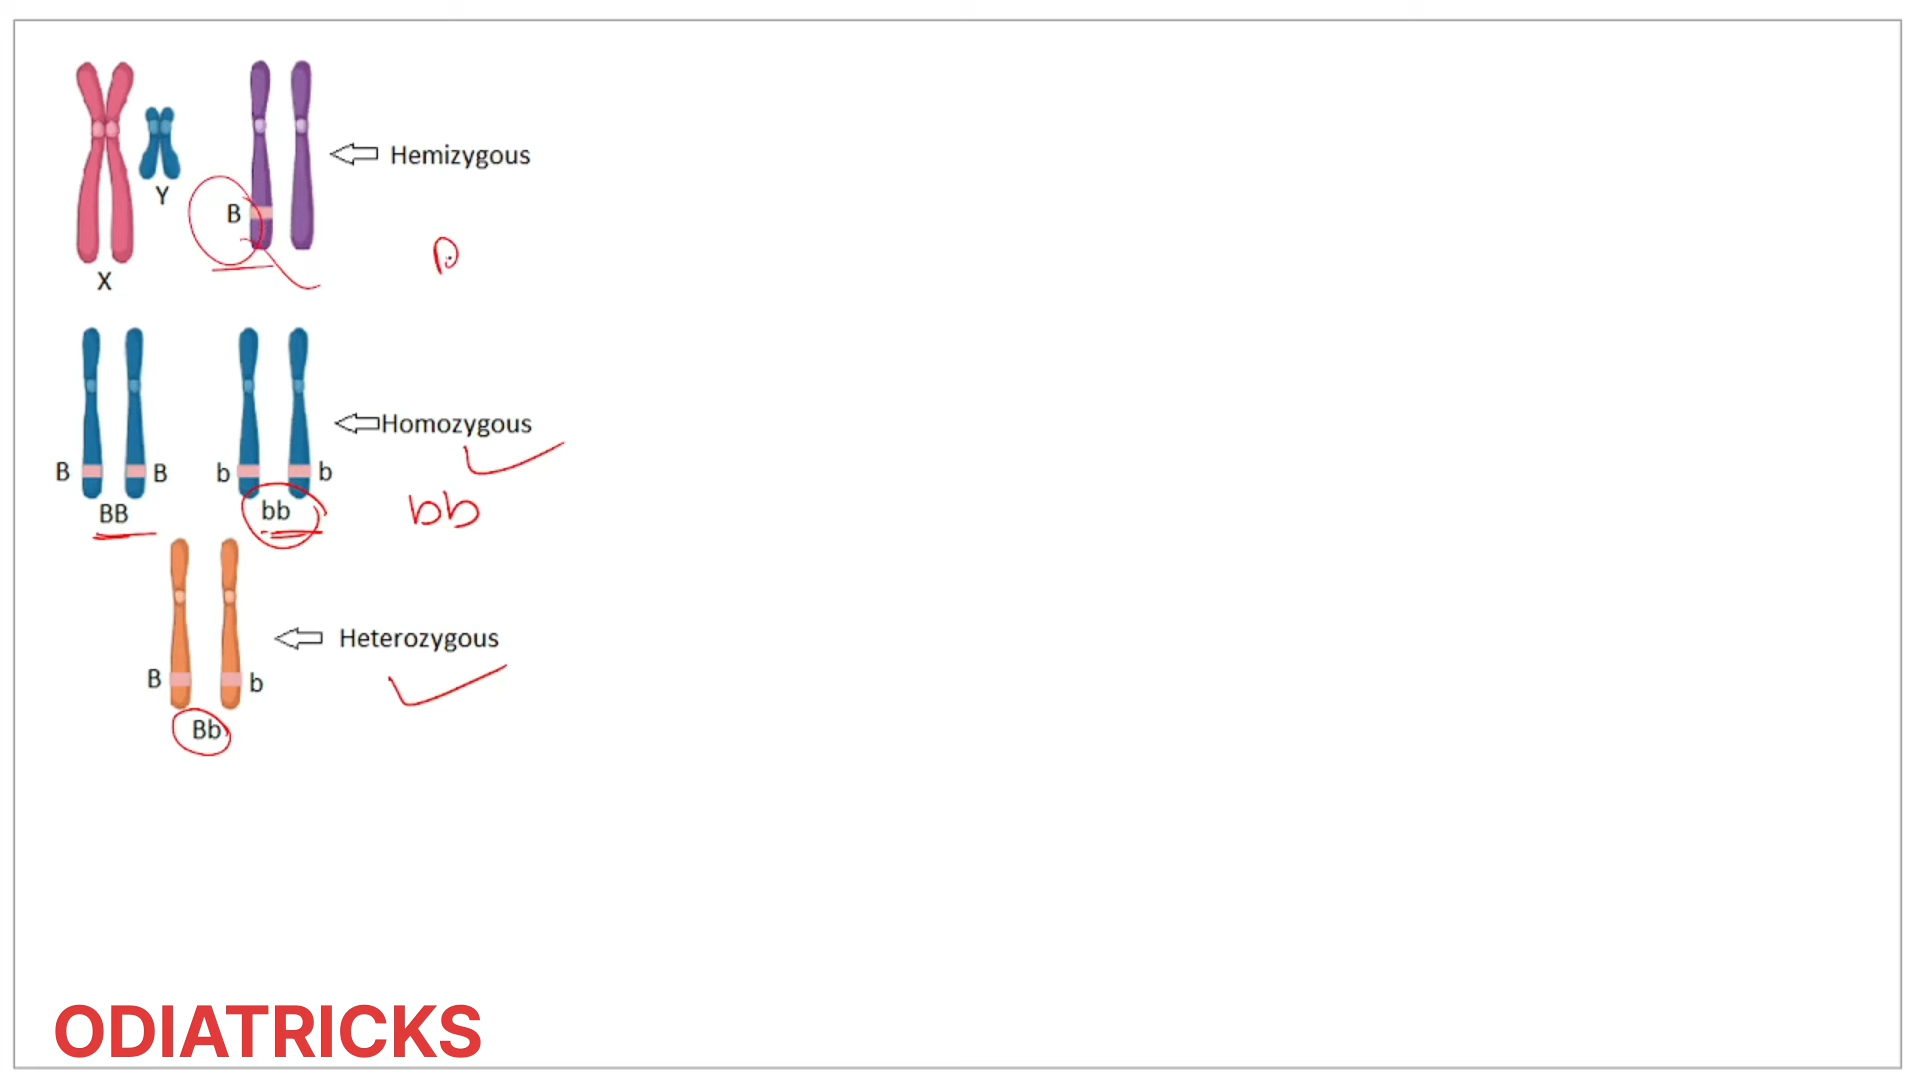 Hemizygous
Y
B
X
Homozygous
B B b b
BB bb bb
Heterozygous
B b
Bb
ODIATRICKS